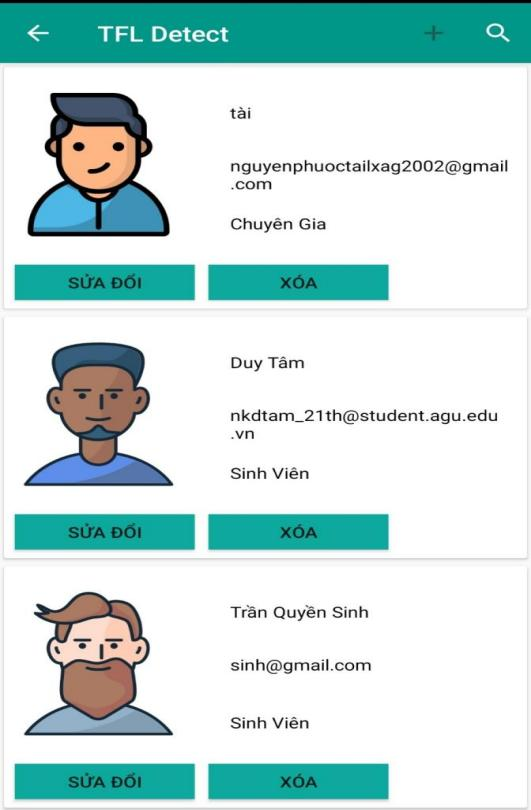 TFL Detect
tài
nguyenphuoctailxag2002@gmail
.com
Chuyên Gia
SỬA ĐỔI XÓA
Duy Tâm
nkdtam_21th@student.agu.edu
.vn
Sinh Viên
SỬA ĐỔI XÓA
Trần Quyền Sinh
sinh@gmail.com
Sinh Viên
SỬA ĐỔI XÓA